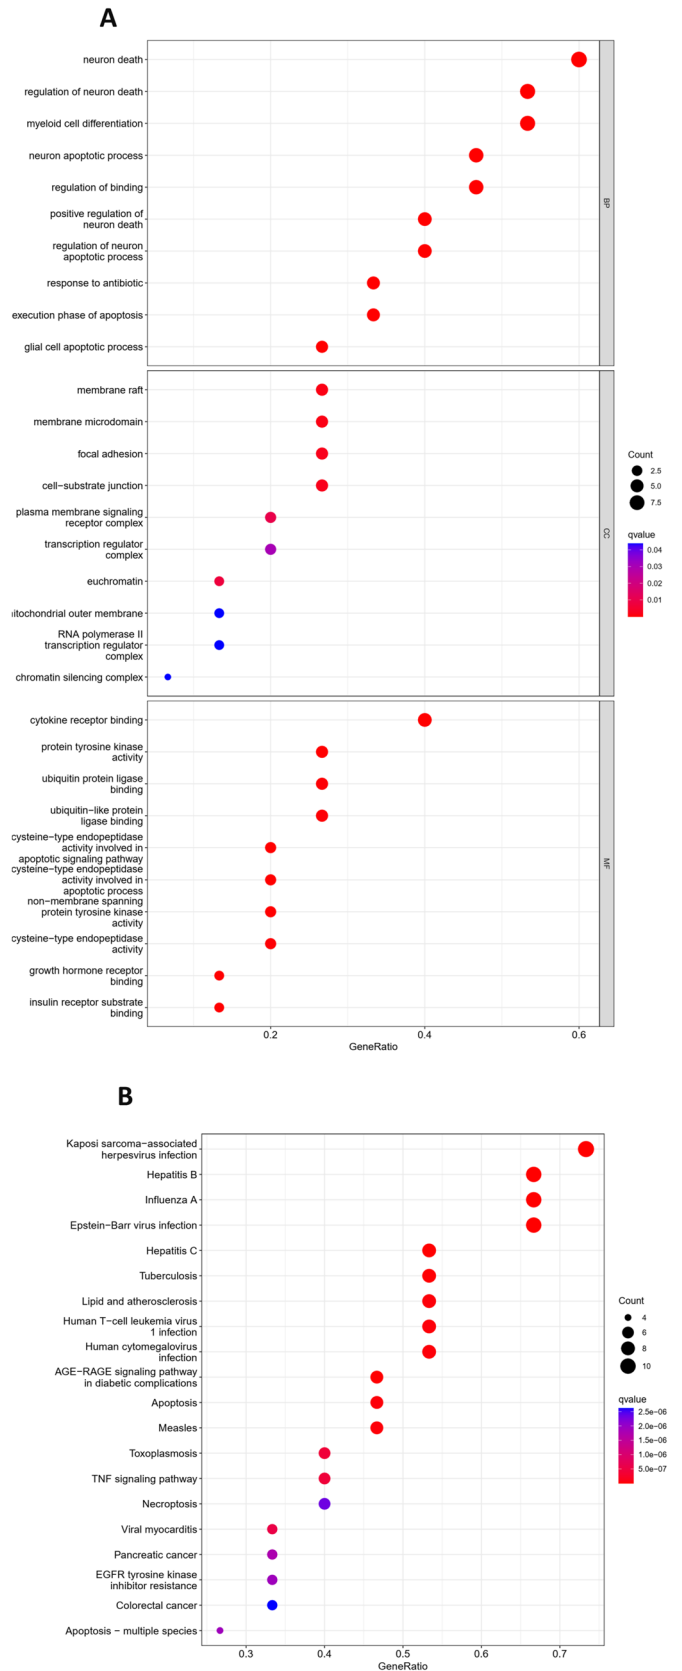 A
neuron death
regulation of neuron death
myeloid cell differentiation
neuron apoptotic process
regulation of binding
positive regulation of
neuron death
regulation of neuron
apoptotic process
response to antibiotic
execution phase of apoptosis
glial cell apoptotic process
BP
membrane raft
membrane microdomain
focal adhesion
cell−substrate junction
plasma membrane signaling
receptor complex
transcription regulator
complex
euchromatin
itochondrial outer membrane
RNA polymerase II
transcription regulator
complex
chromatin silencing complex
CC
cytokine receptor binding
protein tyrosine kinase
activity
ubiquitin protein ligase
binding
ubiquitin−like protein
ligase binding
cysteine−type endopeptidase
activity involved in
apoptotic signaling pathway
cysteine−type endopeptidase
activity involved in
apoptotic process
non−membrane spanning
protein tyrosine kinase
activity
cysteine−type endopeptidase
activity
growth hormone receptor
binding
insulin receptor substrate
binding
MF
0.2 0.4 0.6
GeneRatio
Count
2.5
5.0
7.5
qvalue
0.04
0.03
0.02
0.01
B
Kaposi sarcoma−associated
herpesvirus infection
Hepatitis B
Influenza A
Epstein−Barr virus infection
Hepatitis C
Tuberculosis
Lipid and atherosclerosis
Human T−cell leukemia virus
1 infection
Human cytomegalovirus
infection
AGE−RAGE signaling pathway
in diabetic complications
Apoptosis
Measles
Toxoplasmosis
TNF signaling pathway
Necroptosis
Viral myocarditis
Pancreatic cancer
EGFR tyrosine kinase
inhibitor resistance
Colorectal cancer
Apoptosis − multiple species
0.3 0.4 0.5 0.6 0.7
GeneRatio
Count
4
6
8
10
qvalue
2.5e−06
2.0e−06
1.5e−06
1.0e−06
5.0e−07